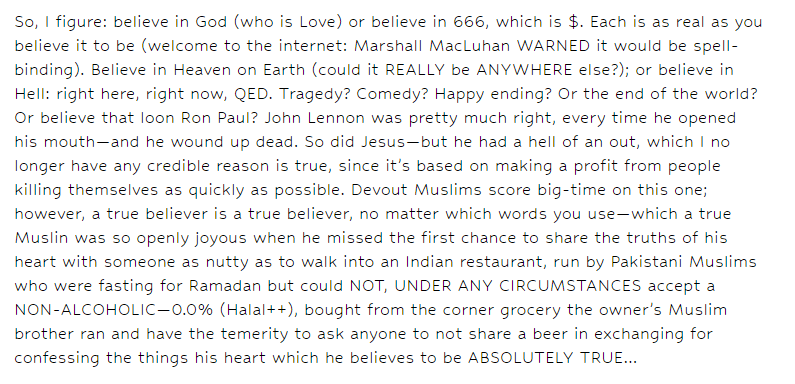 So, I figure: believe in God (who is Love) or believe in 666, which is $. Each is as real as you
believe it to be (welcome to the internet: Marshall MacLuhan WARNED it would be spell-
binding). Believe in Heaven on Earth (could it REALLY be ANYWHERE else?); or believe in
Hell: right here, right now, QED. Tragedy? Comedy? Happy ending? Or the end of the world?
Or believe that loon Ron Paul? John Lennon was pretty much right, every time he opened
his mouth—and he wound up dead. So did Jesus—but he had a hell of an out, which I no
longer have any credible reason is true, since it's based on making a profit from people
killing themselves as quickly as possible. Devout Muslims score big-time on this one;
however, a true believer is a true believer, no matter which words you use—which a true
Muslin was so openly joyous when he missed the first chance to share the truths of his
heart with someone as nutty as to walk into an Indian restaurant, run by Pakistani Muslims
who were fasting for Ramadan but could NOT, UNDER ANY CIRCUMSTANCES accept a
NON-ALCOHOLIC—0.0% (Halal++), bought from the corner grocery the owner's Muslim
brother ran and have the temerity to ask anyone to not share a beer in exchanging for
confessing the things his heart which he believes to be ABSOLUTELY TRUE...